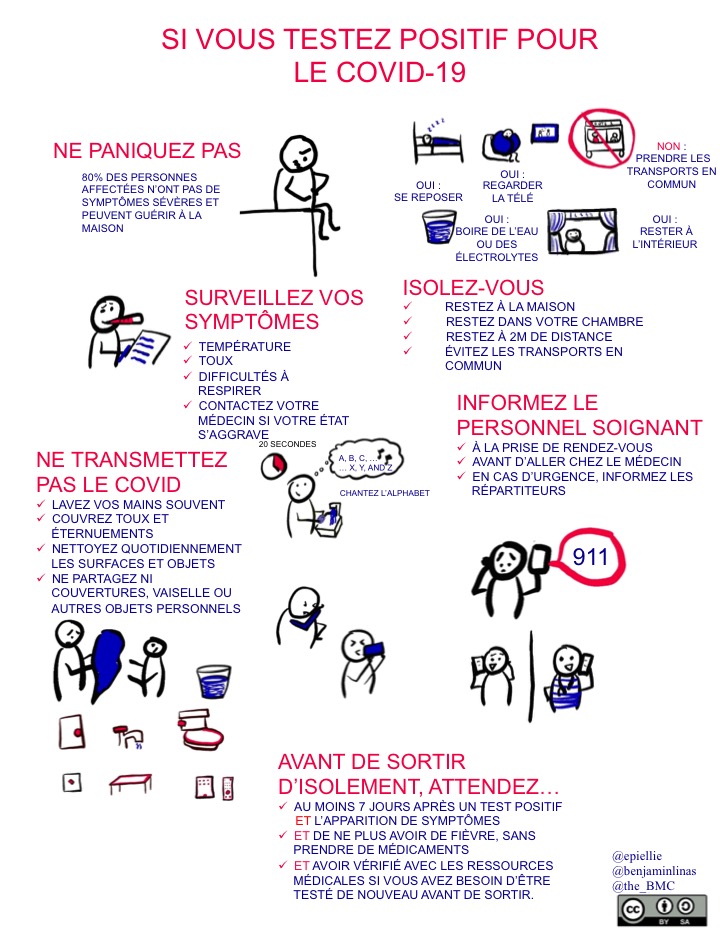 SI VOUS TESTEZ POSITIF POUR
LE COVID-19
NE PANIQUEZ PAS
80% DES PERSONNES
AFFECTÉES N'ONT PAS DE
SYMPTÔMES SÉVÈRES ET
PEUVENT GUÉRIR À LA
MAISON
zzzz
OUI :
SE REPOSER
OUI :
REGARDER
LA TÉLÉ
NON :
PRENDRE LES
TRANSPORTS EN
COMMUN
OUI :
BOIRE DE L'EAU
OU DES
ÉLECTROLYTES
OUI :
RESTER À
L'INTÉRIEUR
SURVEILLEZ VOS
SYMPTÔMES
✓ TEMPÉRATURE
✓ TOUX
✓ DIFFICULTÉS À
RESPIRER
✓ CONTACTEZ VOTRE
MÉDECIN SI VOTRE ÉTAT
S'AGGRAVE
ISOLEZ-VOUS
✓ RESTEZ À LA MAISON
✓ RESTEZ DANS VOTRE CHAMBRE
✓ RESTEZ À 2M DE DISTANCE
✓ ÉVITEZ LES TRANSPORTS EN
COMMUN
INFORMEZ LE
PERSONNEL SOIGNANT
✓ À LA PRISE DE RENDEZ-VOUS
✓ AVANT D'ALLER CHEZ LE MÉDECIN
✓ EN CAS D'URGENCE, INFORMEZ LES
RÉPARTITEURS
911
NE TRANSMETTEZ
PAS LE COVID
✓ LAVEZ VOS MAINS SOUVENT
✓ COUVREZ TOUX ET
ÉTERNUEMENTS
✓ NETTOYEZ QUOTIDIENNEMENT
LES SURFACES ET OBJETS
✓ NE PARTAGEZ NI
COUVERTURES, VAISELLE OU
AUTRES OBJETS PERSONNELS
20 SECONDES
A, B, C, ...
... X, Y, AND Z
CHANTEZ L'ALPHABET
AVANT DE SORTIR
D'ISOLEMENT, ATTENDEZ…
✓ AU MOINS 7 JOURS APRÈS UN TEST POSITIF
ET L'APPARITION DE SYMPTÔMES
✓ ET DE NE PLUS AVOIR DE FIÈVRE, SANS
PRENDRE DE MÉDICAMENTS
✓ ET AVOIR VÉRIFIÉ AVEC LES RESSOURCES
MÉDICALES SI VOUS AVEZ BESOIN D'ÊTRE
TESTÉ DE NOUVEAU AVANT DE SORTIR.
@epiellie
@benjaminlinas
@the_BMC
cc BY SA